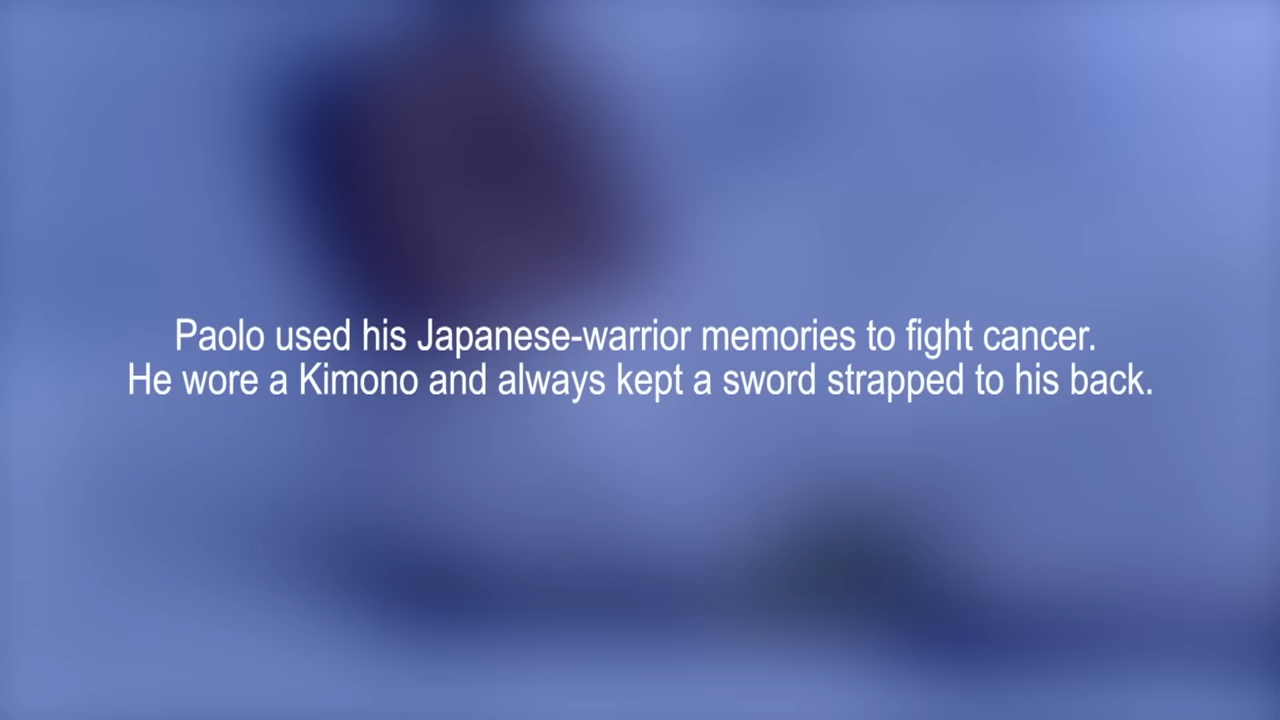 Paolo used his Japanese-warrior memories to fight cancer.
He wore a Kimono and always kept a sword strapped to his back.